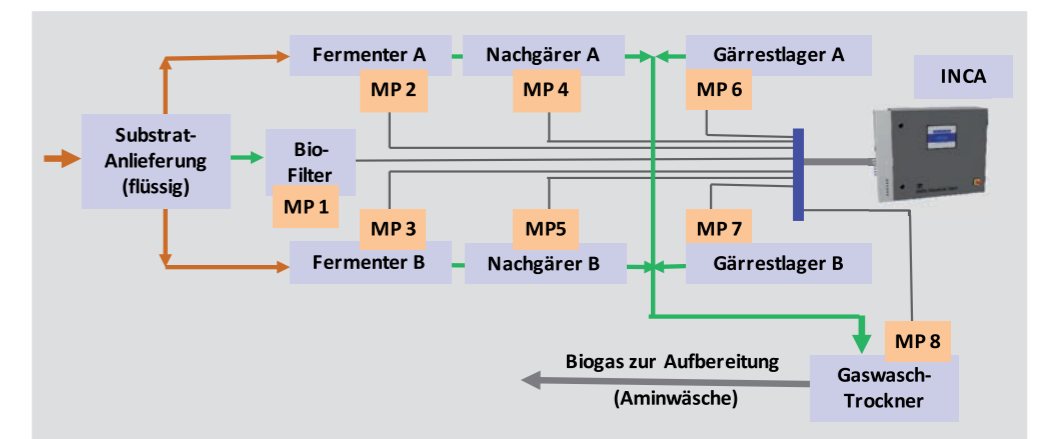 Fermenter A
Nachgärer A
Gärrestlager A
INCA
MP 2
MP 4
MP 6
Substrat-
Anlieferung
(flüssig)
Bio-
Filter
MP 1
MP 3
MP5
MP 7
Fermenter B
Nachgärer B
Gärrestlager B
MP 8
Biogas zur Aufbereitung
(Aminwäsche)
Gaswasch-
Trockner